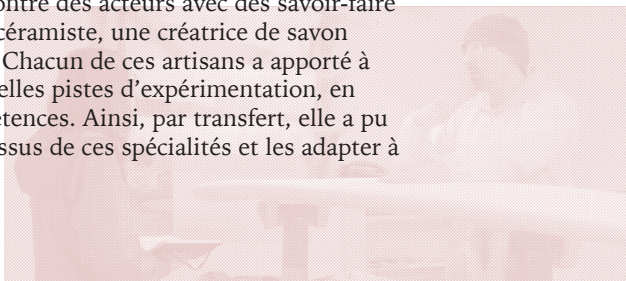 ontre des acteurs avec des savoir-faire
céramiste, une créatrice de savon
Chacun de ces artisans a apporté à
elles pistes d’expérimentation, en
étences. Ainsi, par transfert, elle a pu
ssus de ces spécialités et les adapter à